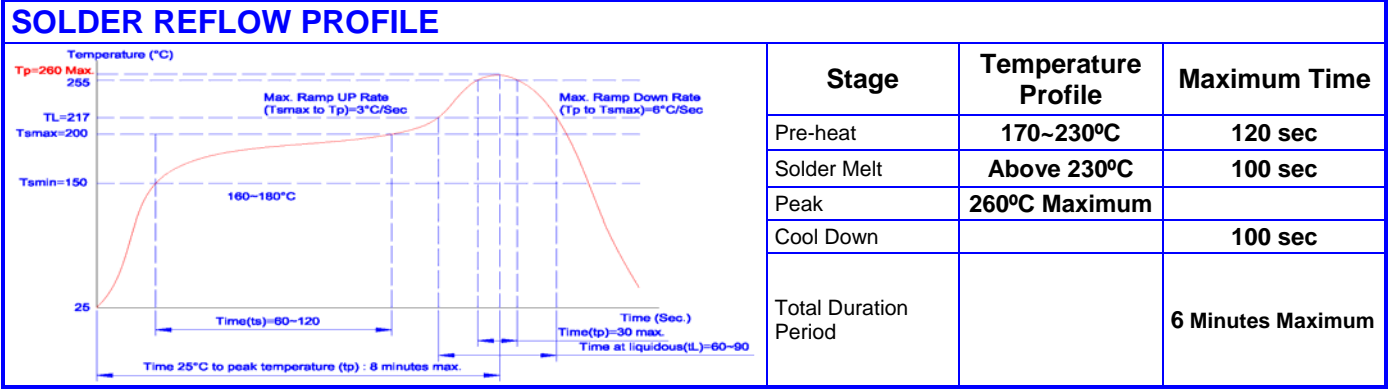 SOLDER REFLOW PROFILE
Temperature (°C)
Tp=260 Max.
255
Max. Ramp UP Rate
(Tsmax to Tp)=3°C/Sec
Max. Ramp Down Rate
(Tp to Tsmax)=6°C/Sec
TL=217
Tsmax=200
Tsmin=150
160~180°C
25
Time (Sec.)
Time(ts)=60~120
Time(tp)=30 max.
Time at liquidous(tL)=60~90
Time 25°C to peak temperature (tp) : 8 minutes max.
Stage
Temperature
Profile
Maximum Time
Pre-heat
170~230ºC
120 sec
Solder Melt
Above 230ºC
100 sec
Peak
260ºC Maximum
Cool Down
100 sec
Total Duration
Period
6 Minutes Maximum